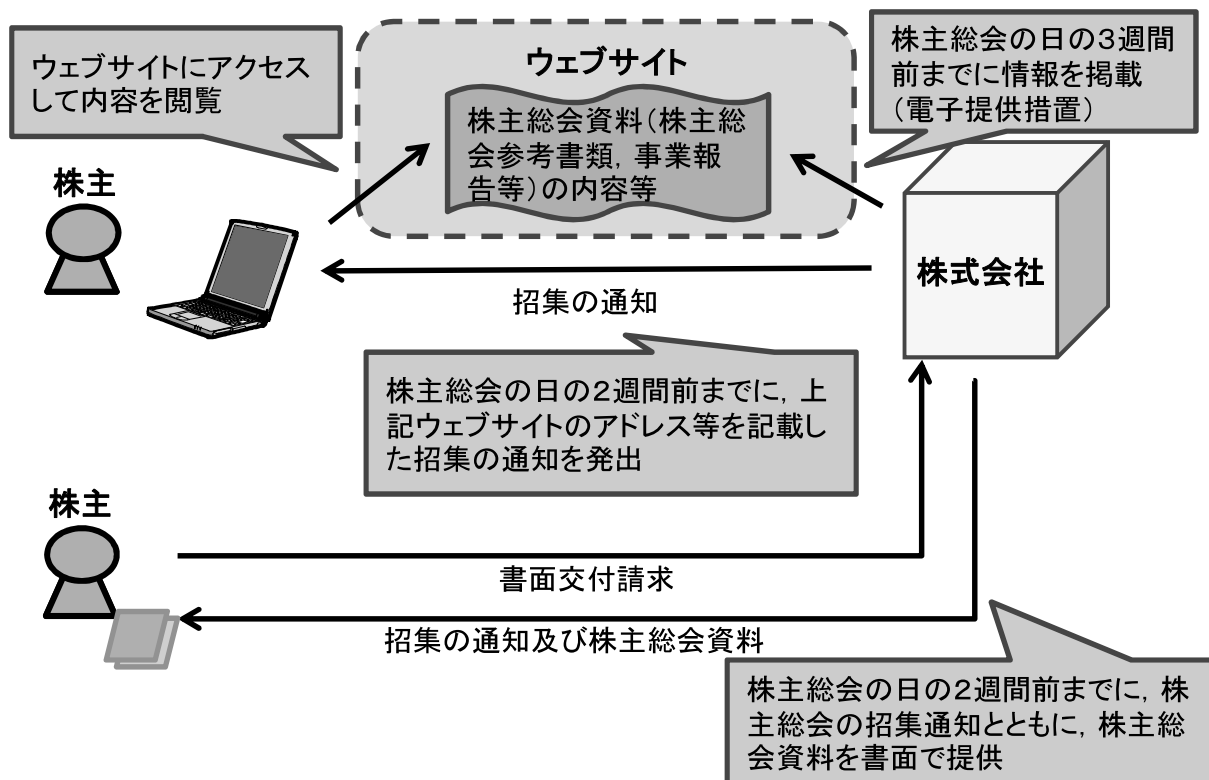 ウェブサイトにアクセス
して内容を閲覧
ウェブサイト
株主総会資料(株主総
会参考書類，事業報
告等)の内容等
株主総会の日の３週間
前までに情報を掲載
(電子提供措置)
株主
株式会社
招集の通知
株主総会の日の２週間前までに，上
記ウェブサイトのアドレス等を記載し
た招集の通知を発出
株主
書面交付請求
招集の通知及び株主総会資料
株主総会の日の２週間前までに，株
主総会の招集通知とともに，株主総
会資料を書面で提供